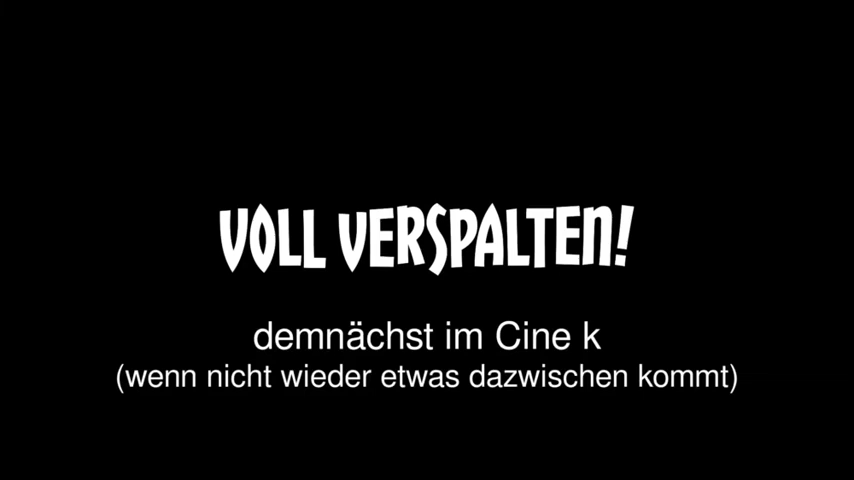 VOLL VERSPALTEN!
demnächst im Cine k
(wenn nicht wieder etwas dazwischen kommt)